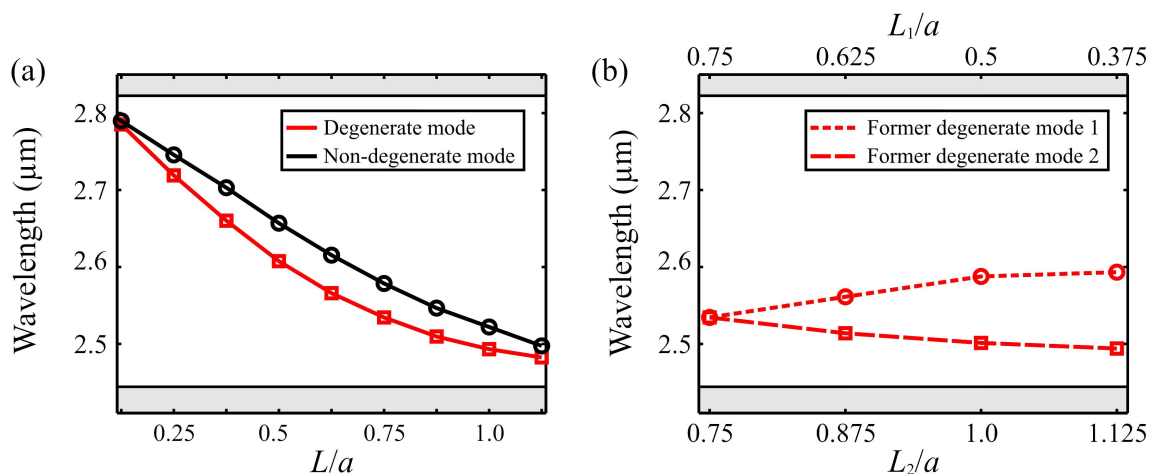 (a)
Wavelength (μm)
2.8
2.7
2.6
2.5
Degenerate mode
Non-degenerate mode
0.25
0.5
0.75
1.0
L/a
(b)
L₁/a
0.75
0.625
0.5
0.375
Wavelength (μm)
2.8
2.7
2.6
2.5
Former degenerate mode 1
Former degenerate mode 2
0.75
0.875
1.0
1.125
L₂/a